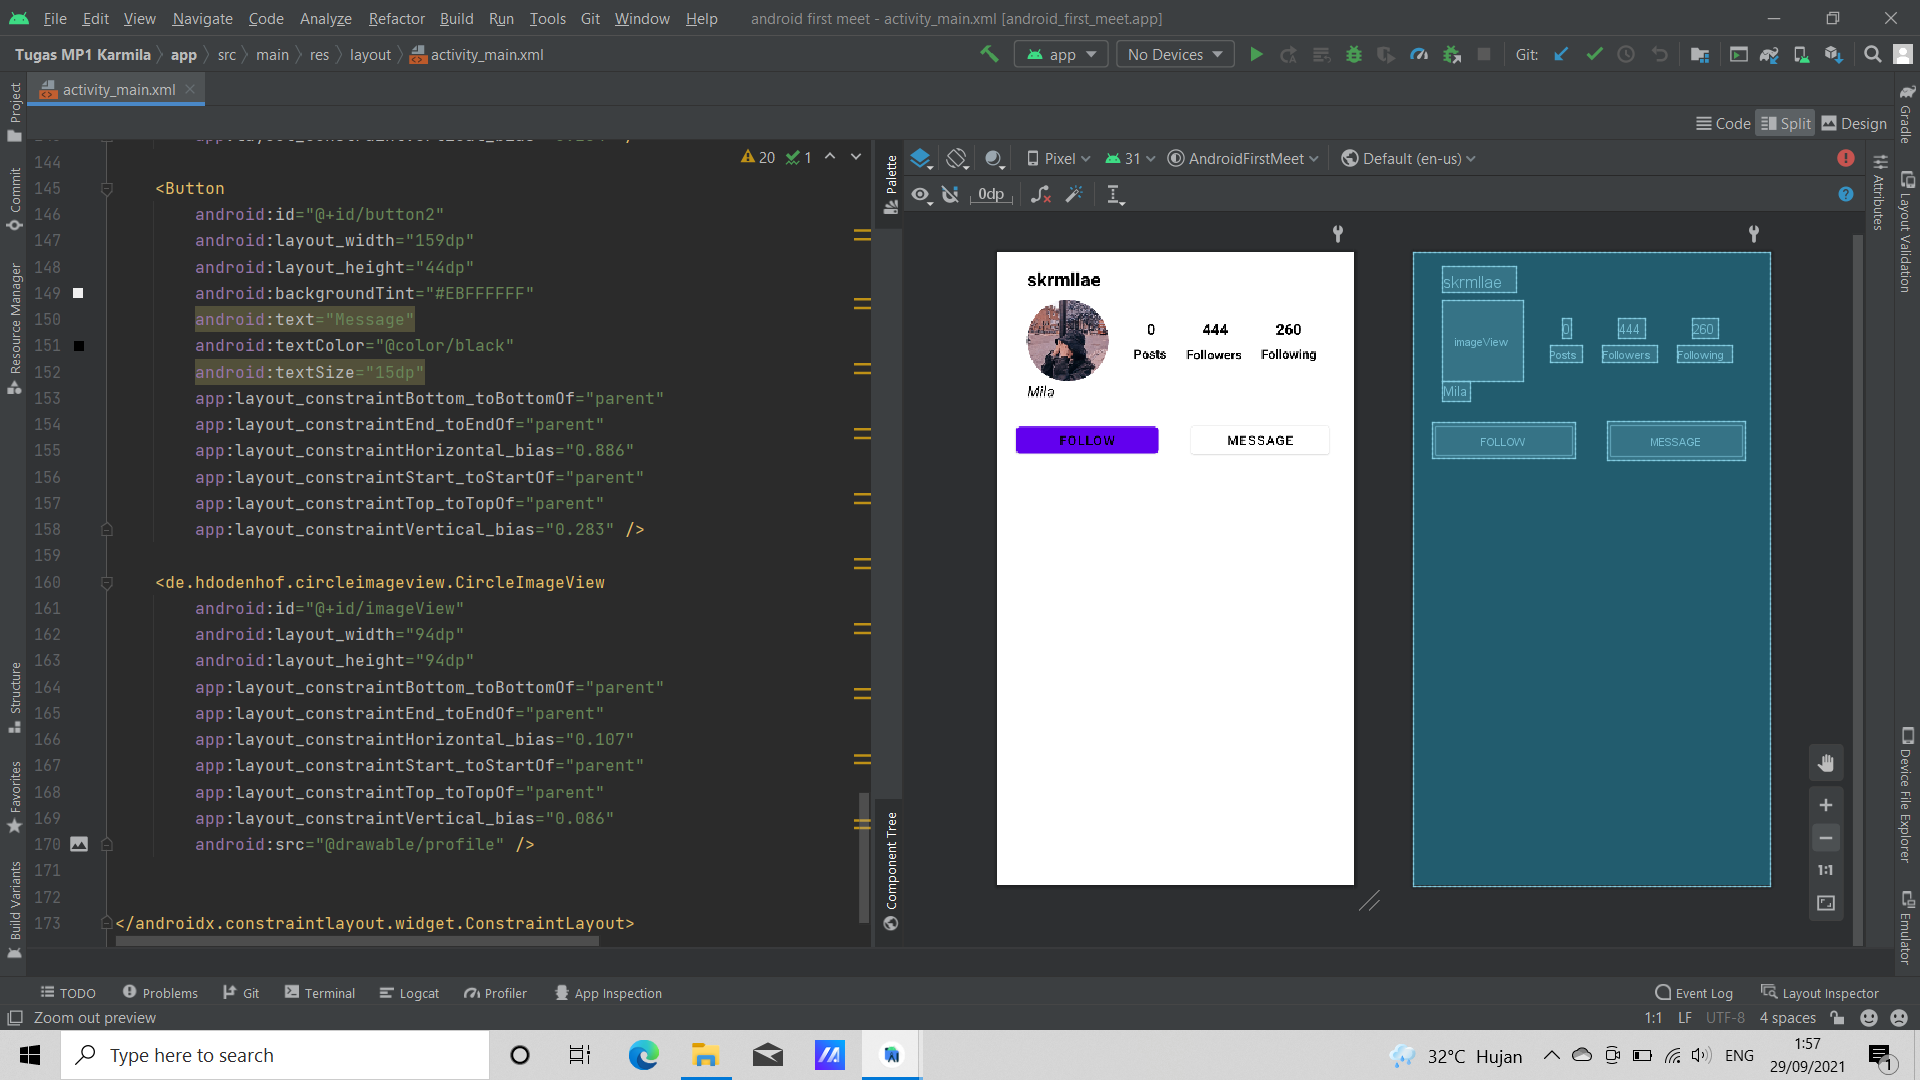 File Edit View Navigate Code Analyze Refactor Build Run Tools Git Window Help android first meet - activity_main.xml [android_first_meet.app]
Tugas MP1 Karmila app src main res layout activity_main.xml app No Devices Git:
activity_main.xml
Code Split Design
Project
Commit
Resource Manager
Structure
Favorites
Build Variants
20 1
144
145 <Button
146 android:id="@+id/button2"
147 android:layout_width="159dp"
148 android:layout_height="44dp"
149 android:backgroundTint="#EBFFFFFF"
150 android:text="Message"
151 android:textColor="@color/black"
152 android:textSize="15dp"
153 app:layout_constraintBottom_toBottomOf="parent"
154 app:layout_constraintEnd_toEndOf="parent"
155 app:layout_constraintHorizontal_bias="0.886"
156 app:layout_constraintStart_toStartOf="parent"
157 app:layout_constraintTop_toTopOf="parent"
158 app:layout_constraintVertical_bias="0.283" />
159
160 <de.hdodenhof.circleimageview.CircleImageView
161 android:id="@+id/imageView"
162 android:layout_width="94dp"
163 android:layout_height="94dp"
164 app:layout_constraintBottom_toBottomOf="parent"
165 app:layout_constraintEnd_toEndOf="parent"
166 app:layout_constraintHorizontal_bias="0.107"
167 app:layout_constraintStart_toStartOf="parent"
168 app:layout_constraintTop_toTopOf="parent"
169 app:layout_constraintVertical_bias="0.086"
170 android:src="@drawable/profile" />
171
172
173 </androidx.constraintlayout.widget.ConstraintLayout>
Palette
Component Tree
Pixel 31 AndroidFirstMeet Default (en-us)
0dp
skrmllae
0 444 260
Posts Followers Following
Mila
FOLLOW MESSAGE
skrmllae
imageView
0 444 260
Posts Followers Following
Mila
FOLLOW MESSAGE
1:1
Attributes
Gradle
Layout Validation
Device File Explorer
Emulator
TODO Problems Git Terminal Logcat Profiler App Inspection Event Log Layout Inspector
Zoom out preview 1:1 LF UTF-8 4 spaces
Type here to search 32°C Hujan ENG 1:57
29/09/2021 1